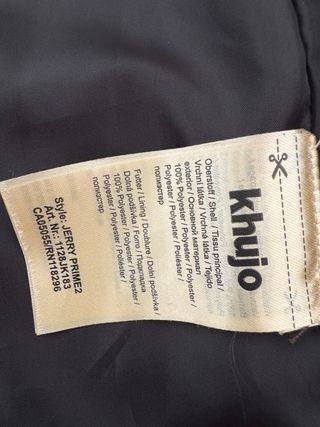 khujo
Oberstoff / Shell / Tissu principal /
Vrchní látka / Vrchná látka / Tejido
exterior / Основной материал
100% Polyester / Polyester / Polyester /
Polyester / Polyester / Poliéster /
полиэстер
Futter / Lining / Doublure / Dolní podšívka /
Dolná podšívka / Forro / Подкладка
100% Polyester / Polyester / Polyester /
Polyester / Polyester / Poliéster /
полиэстер
Style: JERRY PRIME2
Art. Nr.: 1128JK183
CA05055/RN118296